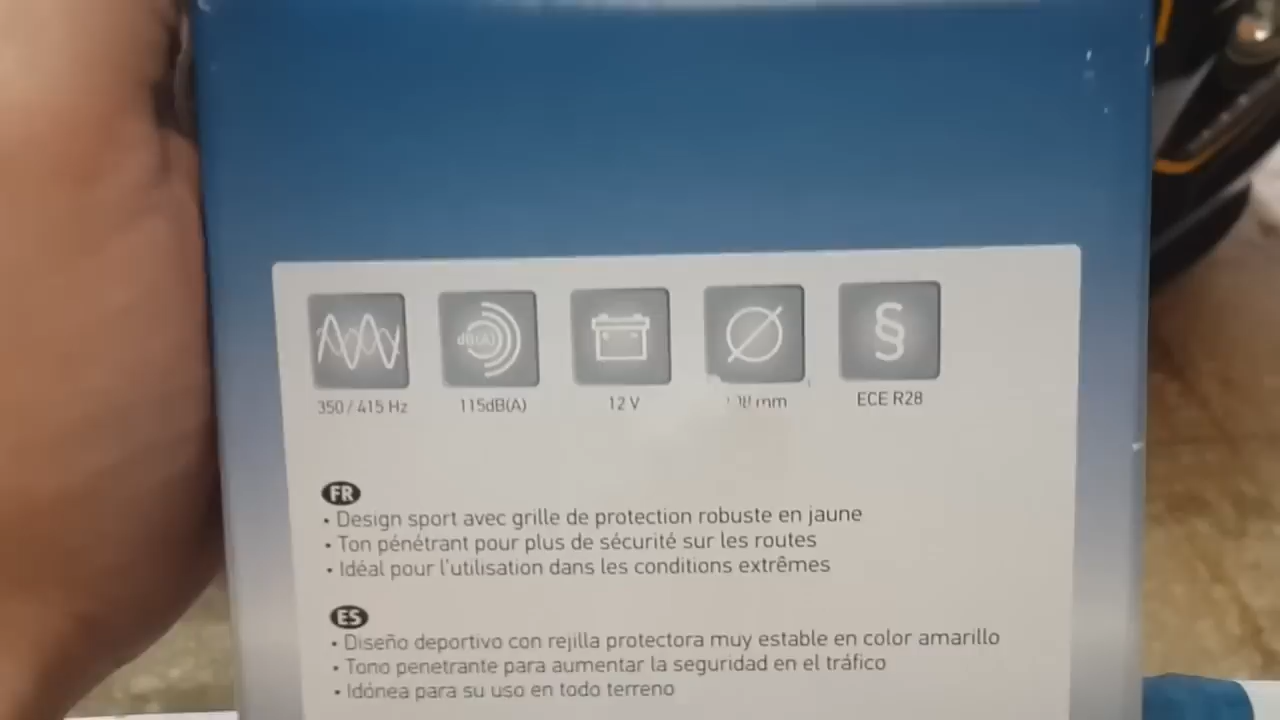 dB(A)
§
350 / 415 Hz
115dB(A)
12 V
mm
ECE R28
FR
• Design sport avec grille de protection robuste en jaune
• Ton pénétrant pour plus de sécurité sur les routes
• Idéal pour l'utilisation dans les conditions extrêmes
ES
• Diseño deportivo con rejilla protectora muy estable en color amarillo
• Tono penetrante para aumentar la seguridad en el tráfico
• Idónea para su uso en todo terreno